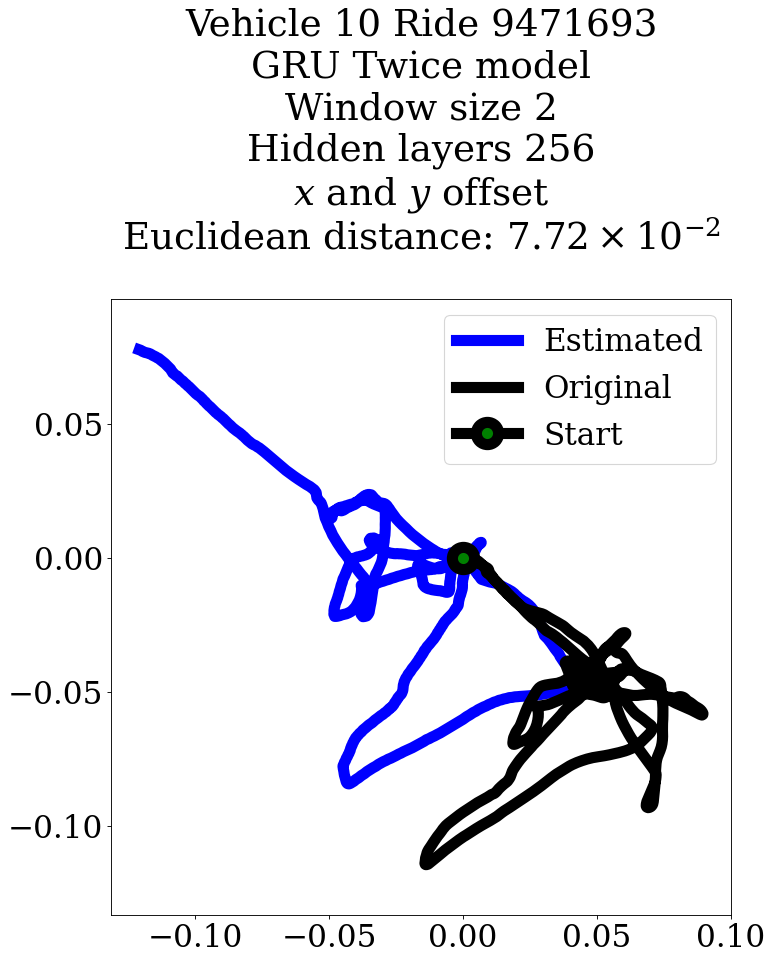 Vehicle 10 Ride 9471693
GRU Twice model
Window size 2
Hidden layers 256
x and y offset
Euclidean distance: 7.72 × 10⁻²
Estimated
Original
Start
0.05
0.00
−0.05
−0.10
−0.10 −0.05 0.00 0.05 0.10